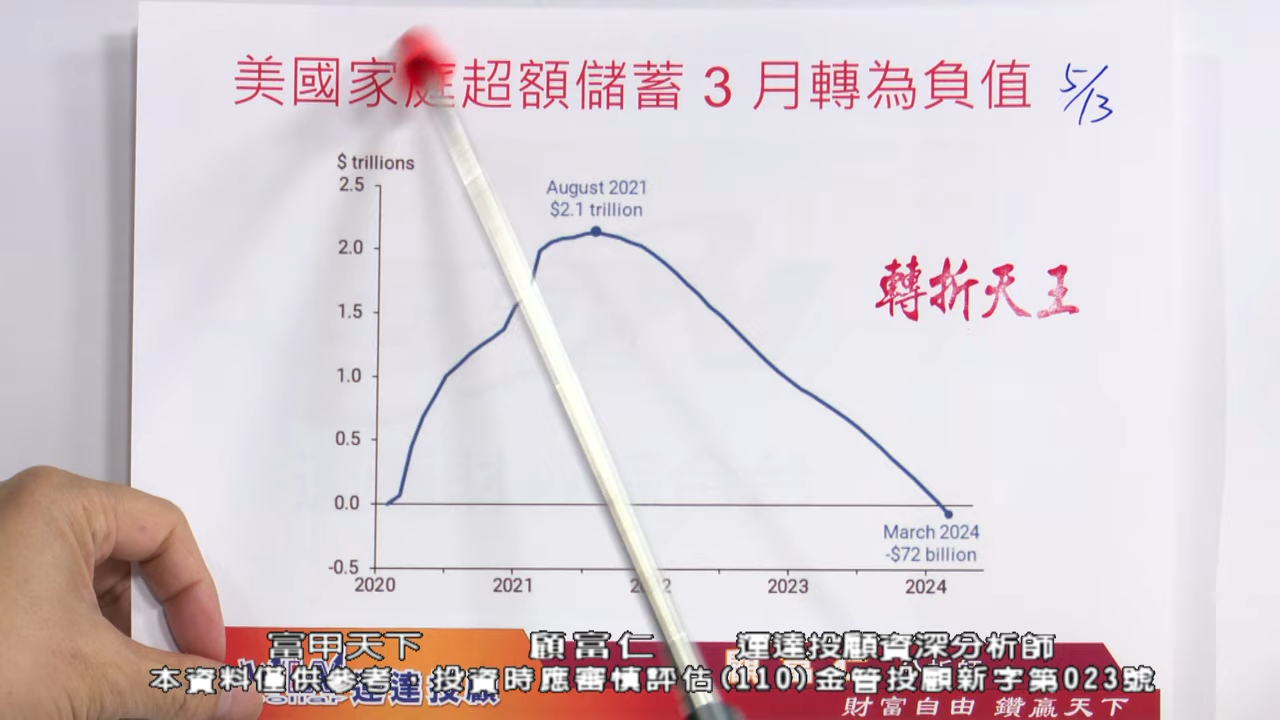 美國家庭超額儲蓄 3 月轉為負值 5/13
$ trillions
2.5
2.0
1.5
1.0
0.5
0.0
-0.5
August 2021
$2.1 trillion
轉折天王
March 2024
-$72 billion
2020 2021 2022 2023 2024
富甲天下 顧富仁 運達投顧資深分析師
本資料僅供參考，投資時應審慎評估(110)金管投顧新字第023號
運達投顧
財富自由 鑽贏天下